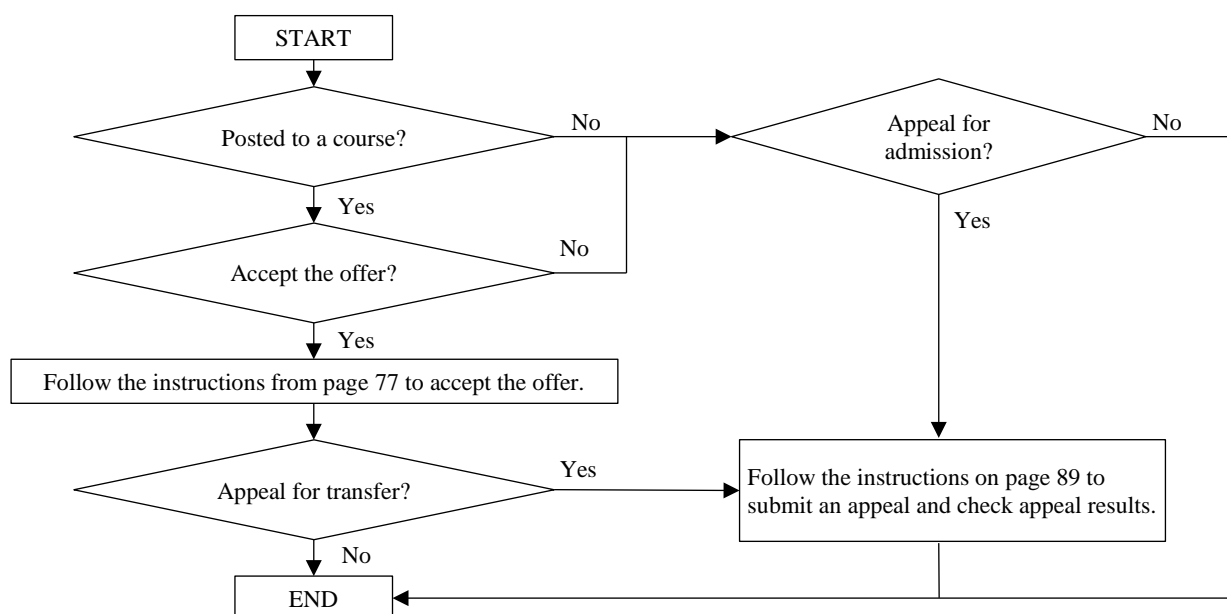 START
Posted to a course?
No
Appeal for
admission?
No
Yes
Yes
Accept the offer?
No
Yes
Follow the instructions from page 77 to accept the offer.
Appeal for transfer?
Yes
Follow the instructions on page 89 to
submit an appeal and check appeal results.
No
END